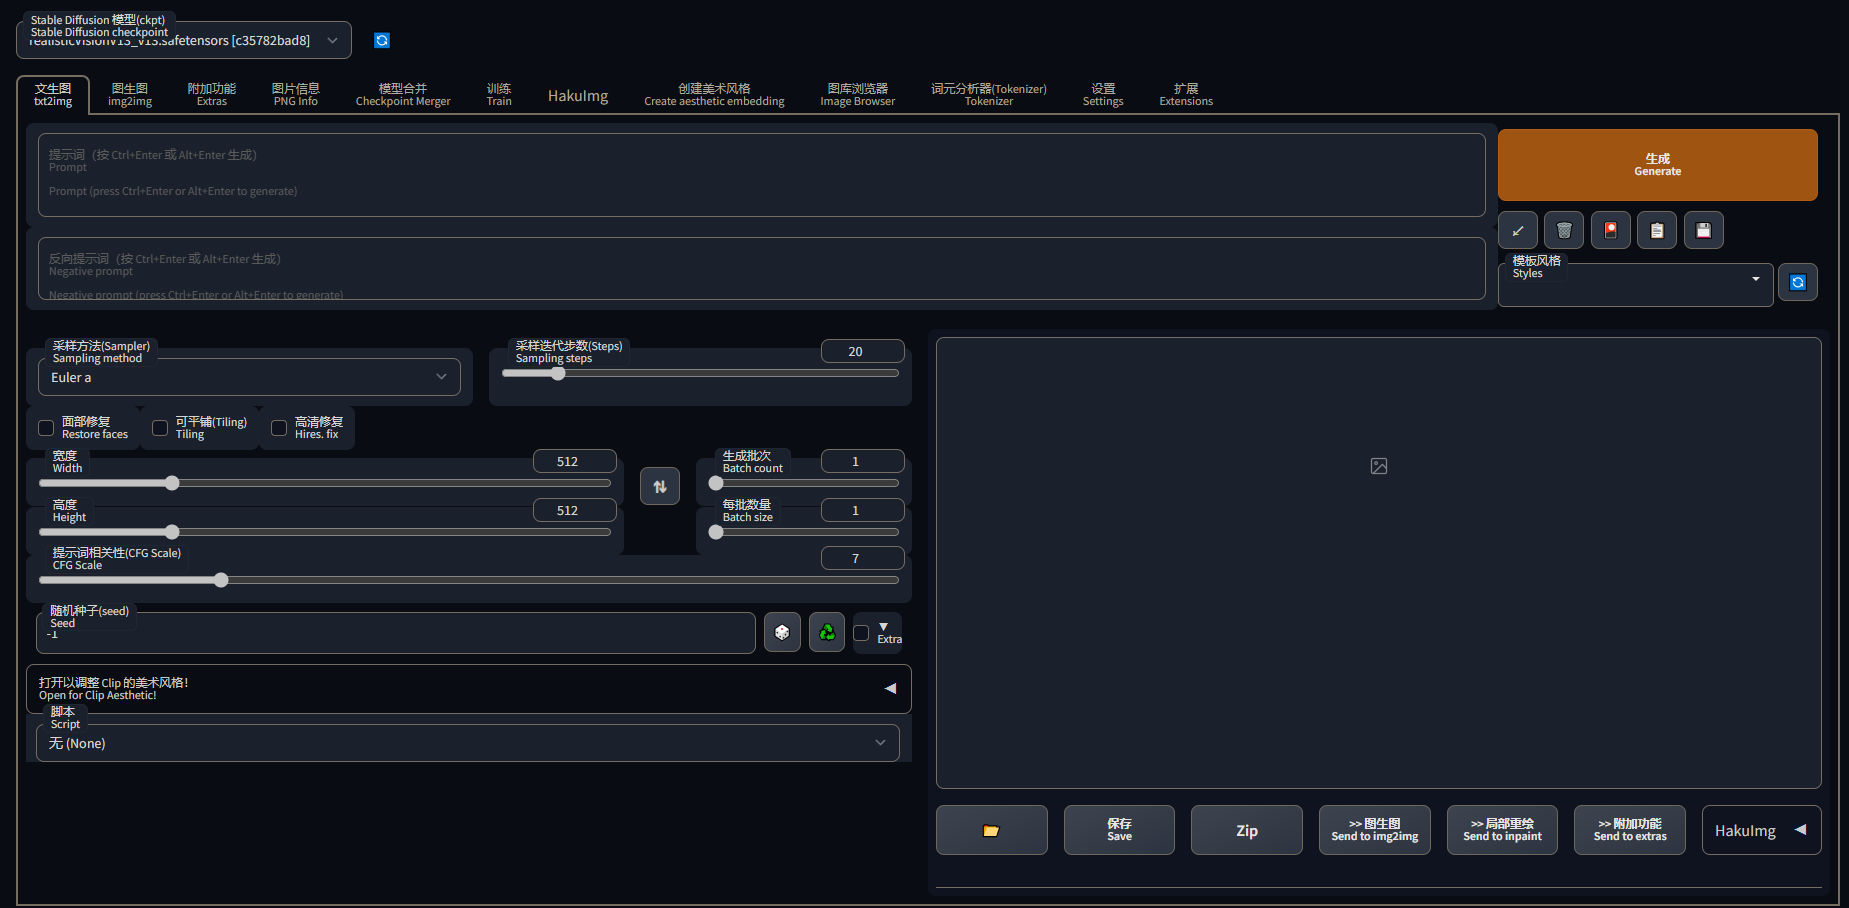 Stable Diffusion 模型(ckpt)
Stable Diffusion checkpoint
realisticVisionV13_v13.safetensors [c35782bad8]
文生图
txt2img
图生图
img2img
附加功能
Extras
图片信息
PNG Info
模型合并
Checkpoint Merger
训练
Train
HakuImg
创建美术风格
Create aesthetic embedding
图库浏览器
Image Browser
词元分析器(Tokenizer)
Tokenizer
设置
Settings
扩展
Extensions
提示词（按 Ctrl+Enter 或 Alt+Enter 生成）
Prompt
Prompt (press Ctrl+Enter or Alt+Enter to generate)
反向提示词（按 Ctrl+Enter 或 Alt+Enter 生成）
Negative prompt
Negative prompt (press Ctrl+Enter or Alt+Enter to generate)
生成
Generate
模板风格
Styles
采样方法(Sampler)
Sampling method
Euler a
采样迭代步数(Steps)
Sampling steps
20
面部修复
Restore faces
可平铺(Tiling)
Tiling
高清修复
Hires. fix
宽度
Width
512
高度
Height
512
生成批次
Batch count
1
每批数量
Batch size
1
提示词相关性(CFG Scale)
CFG Scale
7
随机种子(seed)
Seed
-1
▼
Extra
打开以调整 Clip 的美术风格!
Open for Clip Aesthetic!
脚本
Script
无 (None)
保存
Save
Zip
>> 图生图
Send to img2img
>> 局部重绘
Send to inpaint
>> 附加功能
Send to extras
HakuImg